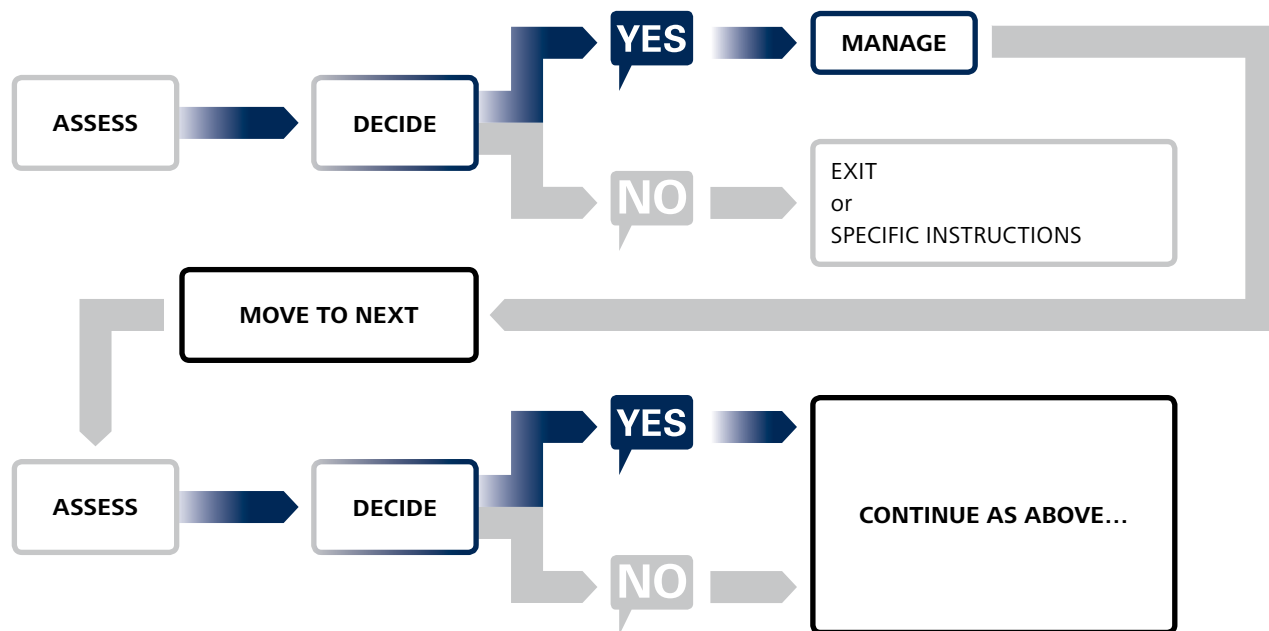 ASSESS
DECIDE
YES
MANAGE
NO
EXIT
or
SPECIFIC INSTRUCTIONS
MOVE TO NEXT
ASSESS
DECIDE
YES
NO
CONTINUE AS ABOVE...